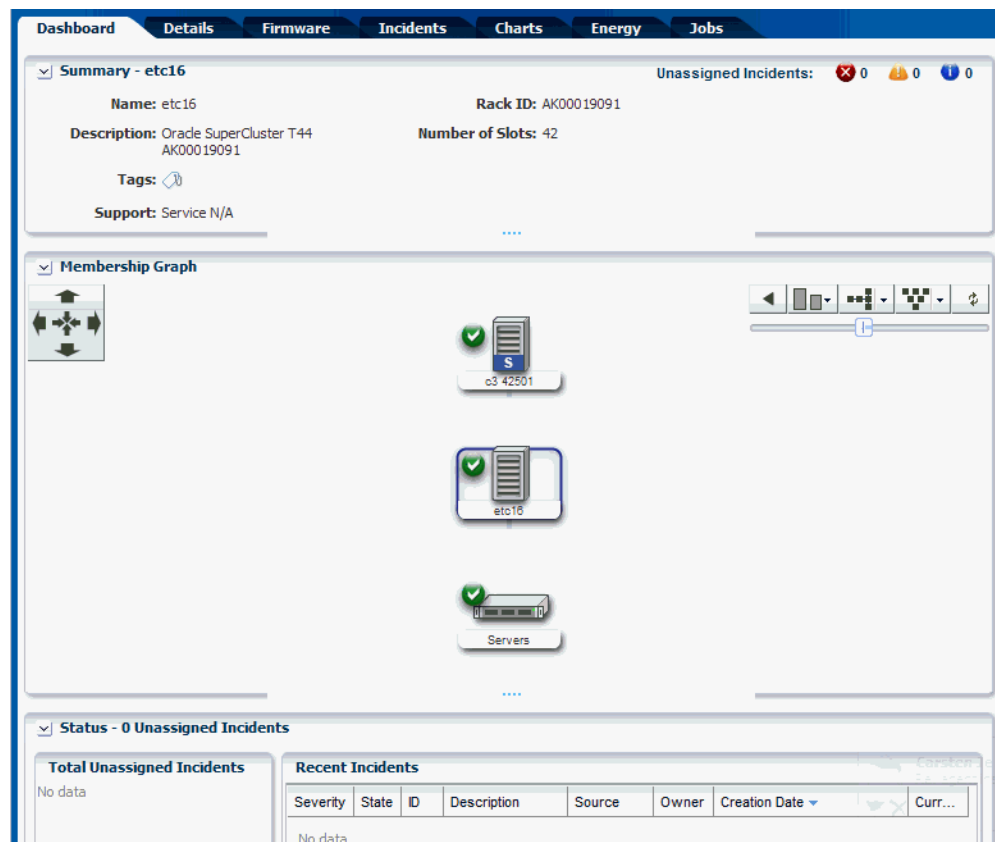 Dashboard Details Firmware Incidents Charts Energy Jobs
Summary - etc16 Unassigned Incidents: 0 0 0
Name: etc16 Rack ID: AK00019091
Description: Oracle SuperCluster T44 Number of Slots: 42
AK00019091
Tags:
Support: Service N/A
Membership Graph
S
c3 42501
etc16
Servers
Status - 0 Unassigned Incidents
Total Unassigned Incidents Recent Incidents
No data
Severity State ID Description Source Owner Creation Date Curr...
No data